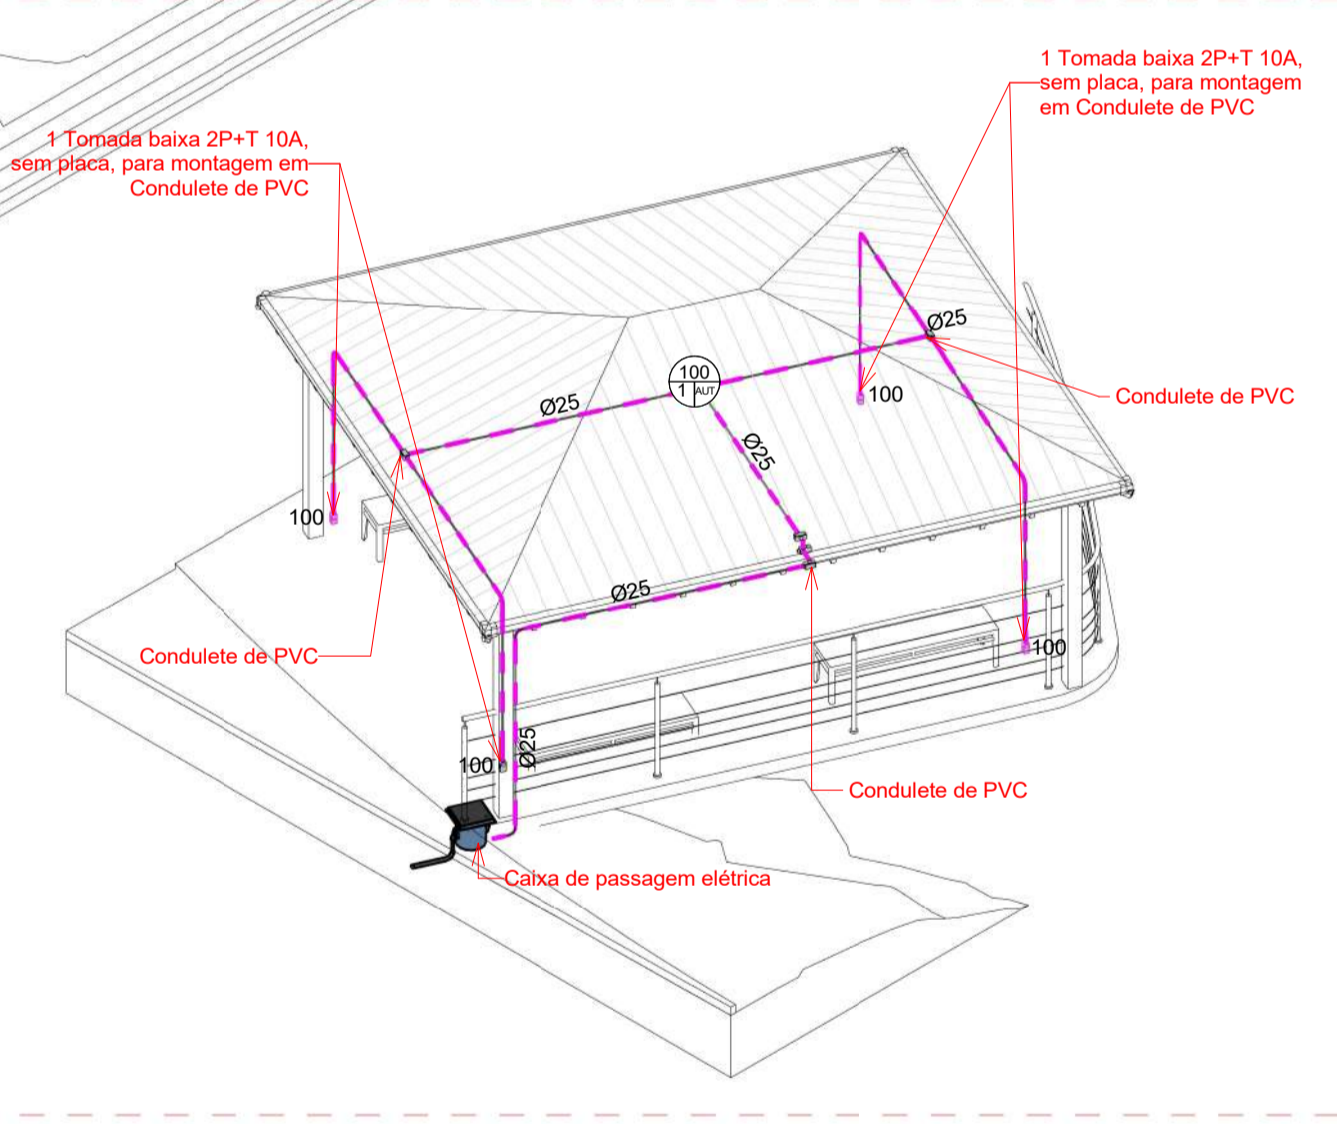 1 Tomada baixa 2P+T 10A,
sem placa, para montagem
em Condulete de PVC
1 Tomada baixa 2P+T 10A,
sem placa, para montagem em
Condulete de PVC
Ø25
100
1 AUT
100
Condulete de PVC
Ø25
Ø25
100
Ø25
100
Condulete de PVC
Ø25
100
Condulete de PVC
Caixa de passagem elétrica